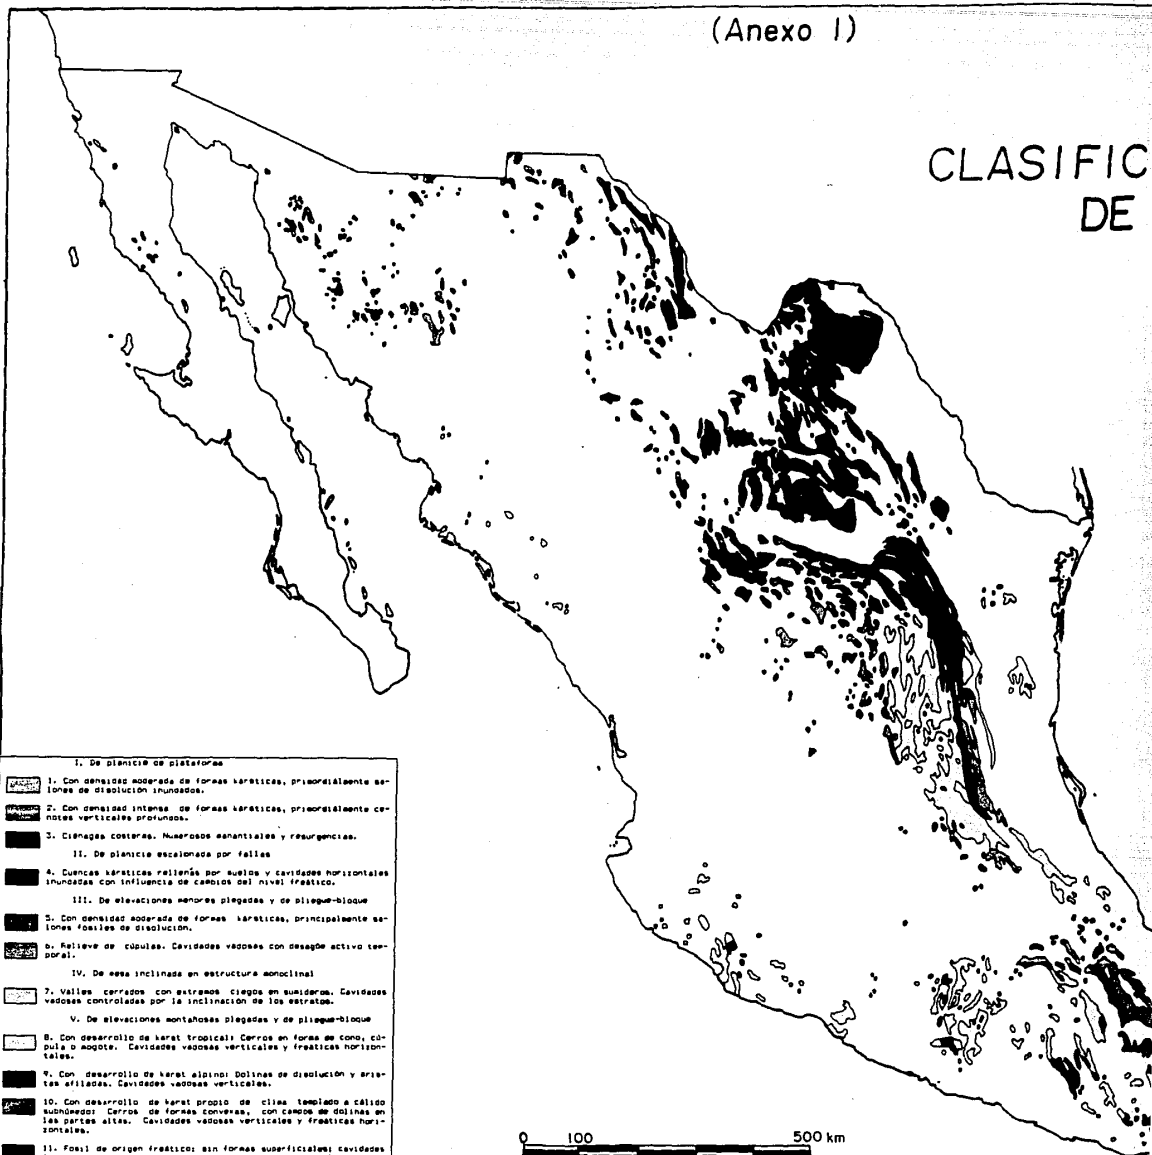 (Anexo 1)
CLASIFIC
DE
I. De planicie de plataforma
1. Con densidad moderada de formas kársticas, primordiálmente sa-
lones de disolución inundados.
2. Con densidad intensa de formas kársticas, primordiálmente ce-
notes verticales profundos.
3. Ciénagas costeras. Numerosos manantiales y resurgencias.
II. De planicie escalonada por fallas
4. Cuencas kársticas rellenás por suelos y cavidades horizontales
inundadas con influencia de cambios del nivel freático.
III. De elevaciones menores plegadas y de pliegue-bloque
5. Con densidad moderada de formas kársticas, principalmente sa-
lones fósiles de disolución.
6. Relieve de cúpulas. Cavidades vadosas con desagüe activo tem-
poral.
IV. De mesa inclinada en estructura monoclinal
7. Valles cerrados con extremos ciegos en sumideros. Cavidades
vadosas controladas por la inclinación de los estratos.
V. De elevaciones montañosas plegadas y de pliegue-bloque
8. Con desarrollo de karst tropical: Cerros en forma de cono, cú-
pula o mogote. Cavidades vadosas verticales y freáticas horizon-
tales.
9. Con desarrollo de karst alpino: Dolinas de disolución y aris-
tas afiladas. Cavidades vadosas verticales.
10. Con desarrollo de karst propio de clima templado a cálido
subhúmedo: Cerros de formas convexas, con campos de dolinas en
las partes altas. Cavidades vadosas verticales y freáticas hori-
zontales.
11. Fosil de origen freático: sin formas superficiales: cavidades
0 100 500 km